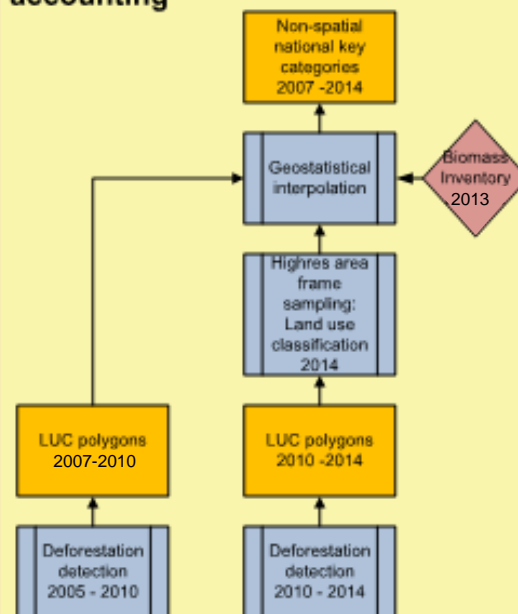 accounting
Non-spatial
national key
categories
2007 -2014
Geostatistical
interpolation
Biomass
Inventory
2013
Highres area
frame
sampling:
Land use
classification
2014
LUC polygons
2007-2010
LUC polygons
2010 -2014
Deforestation
detection
2005 - 2010
Deforestation
detection
2010 - 2014